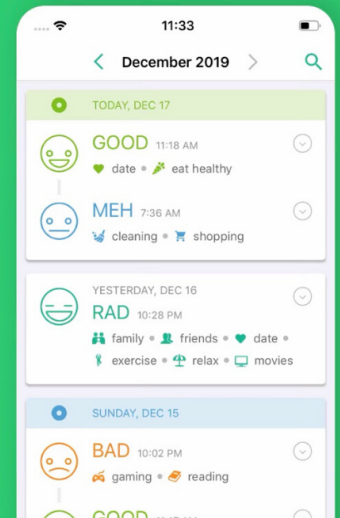 11:33
December 2019
TODAY, DEC 17
GOOD 11:18 AM
date • eat healthy
MEH 7:36 AM
cleaning • shopping
YESTERDAY, DEC 16
RAD 10:28 PM
family • friends • date •
exercise • relax • movies
SUNDAY, DEC 15
BAD 10:02 PM
gaming • reading
GOOD